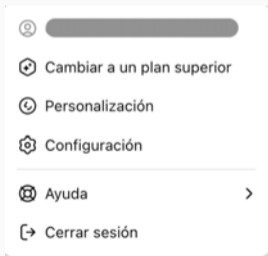 Cambiar a un plan superior
Personalización
Configuración
Ayuda
Cerrar sesión